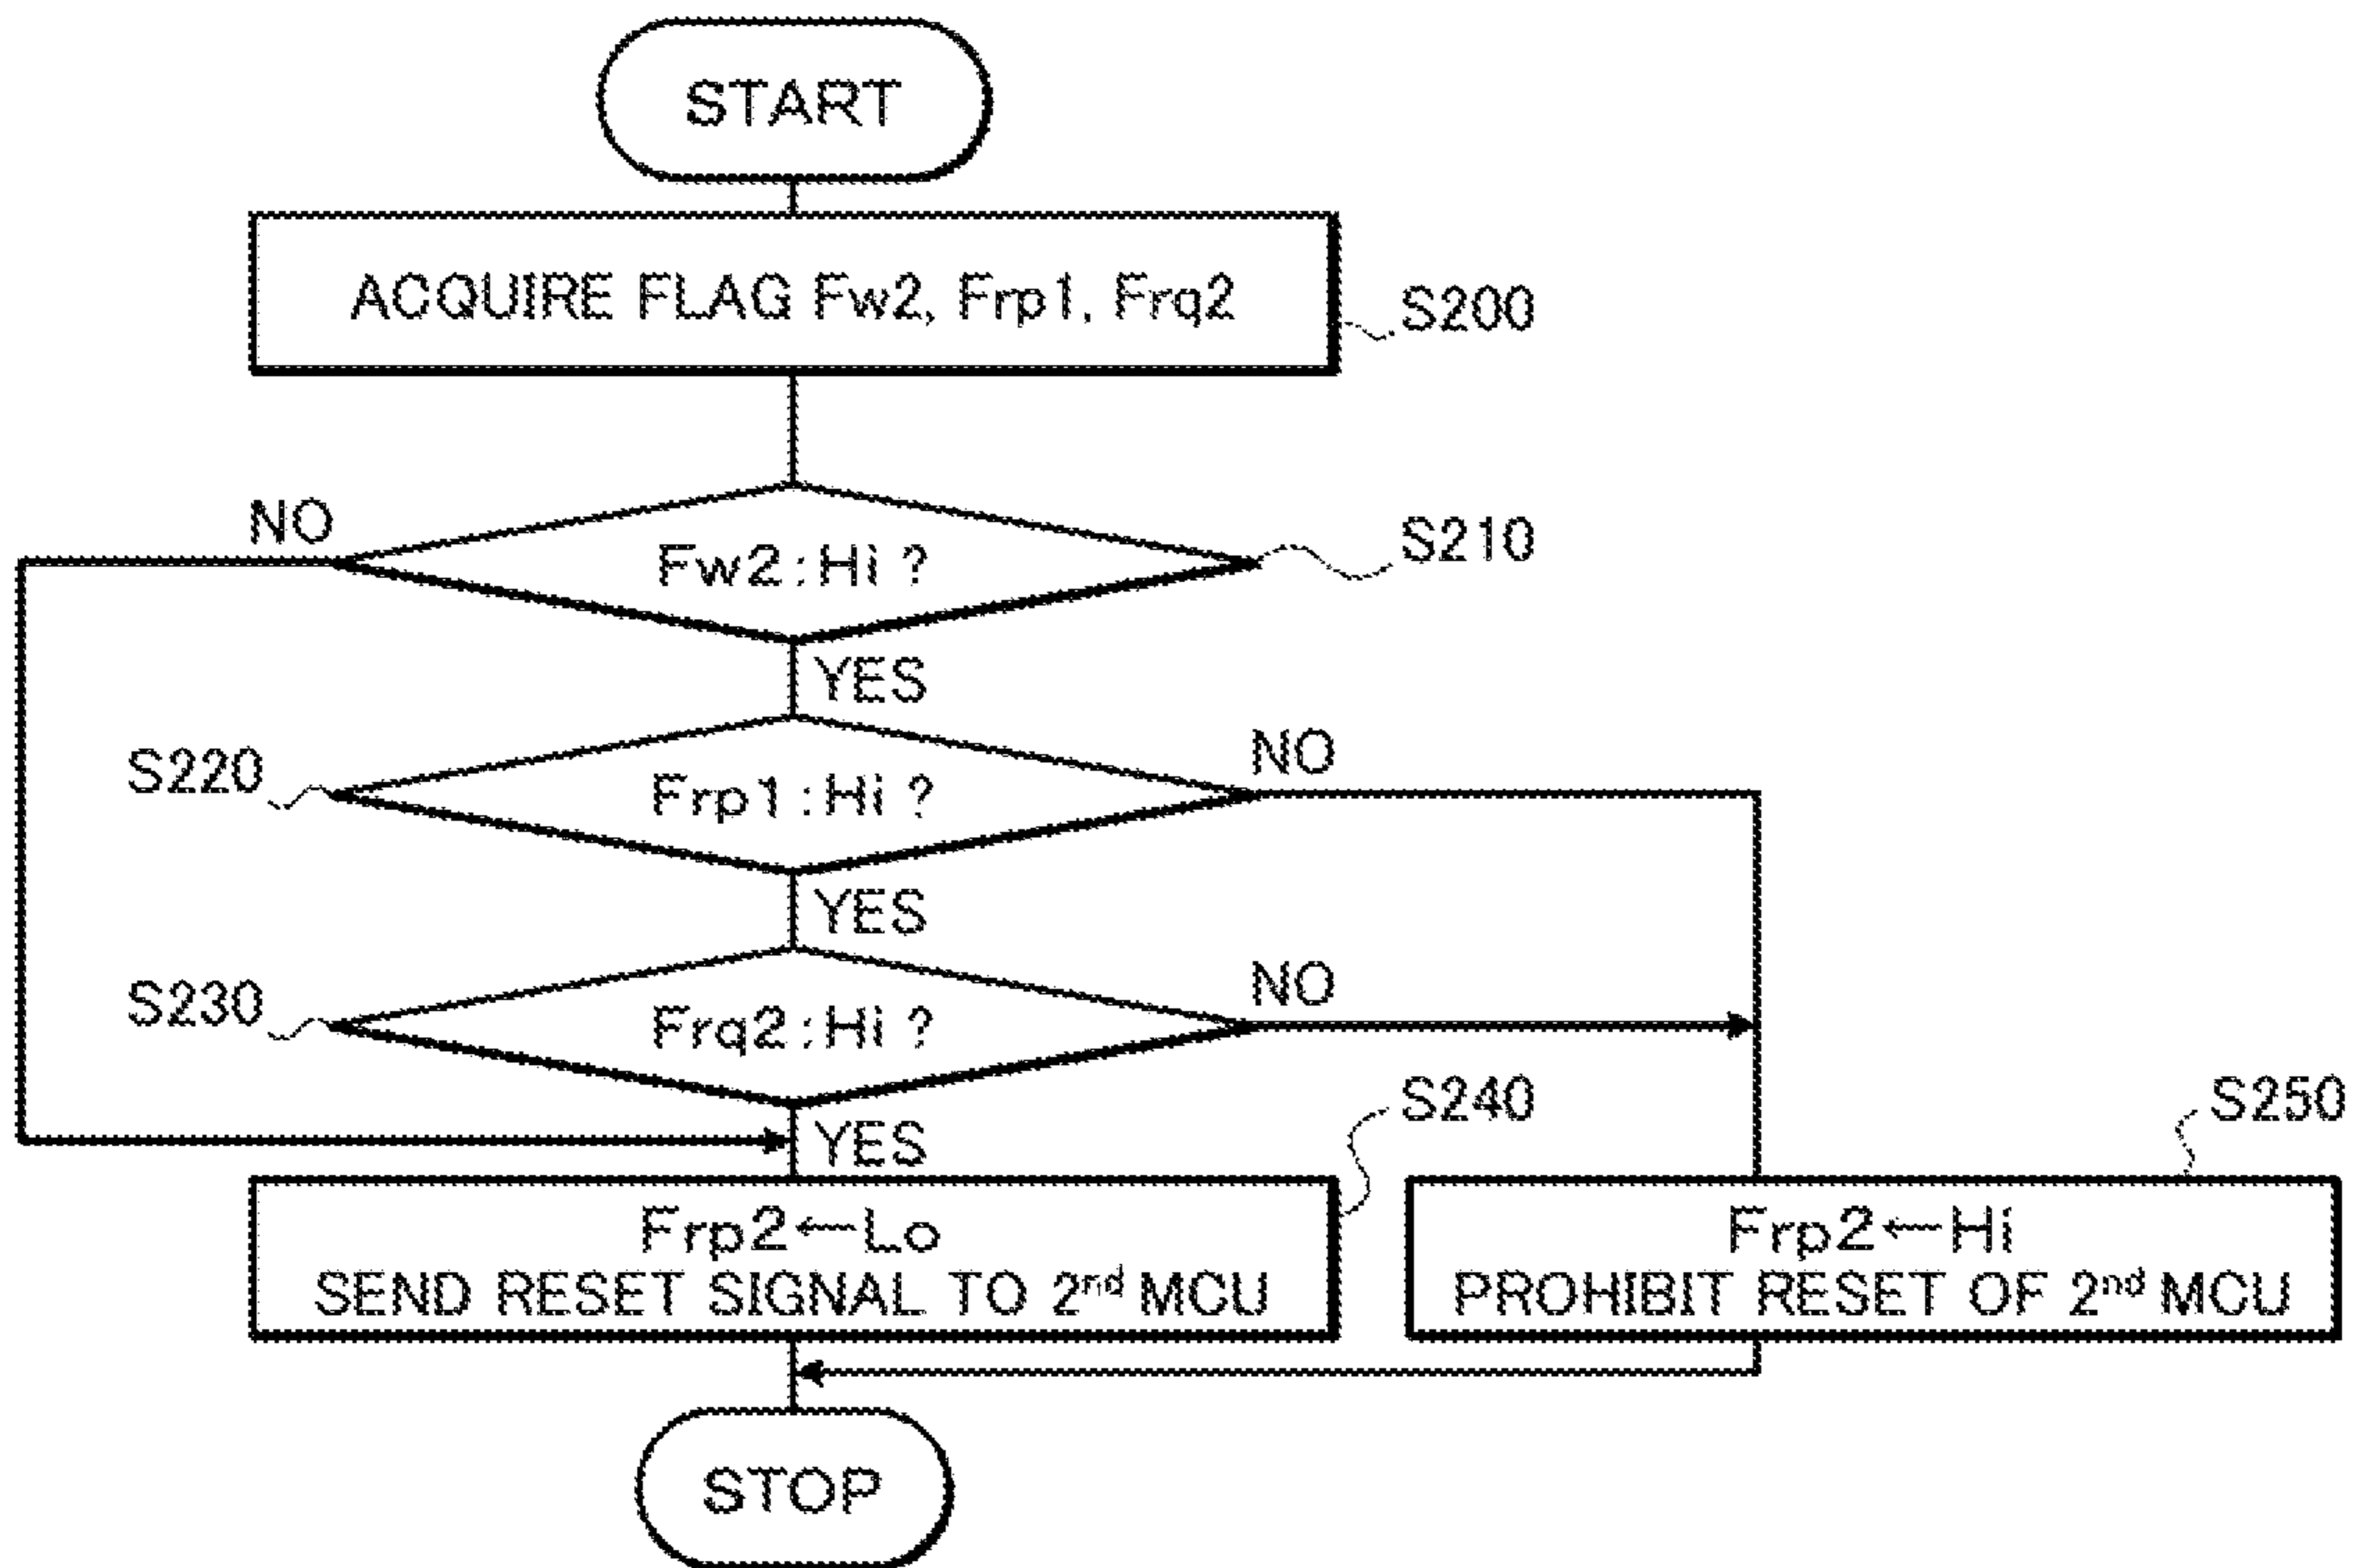 START
ACQUIRE FLAG Fw2, Frp1, Frq2
S200
NO
Fw2:Hi ?
S210
YES
S220
Frp1:Hi ?
NO
YES
S230
Frq2:Hi ?
NO
YES
S240
S250
Frp2←Lo
SEND RESET SIGNAL TO 2nd MCU
Frp2←Hi
PROHIBIT RESET OF 2nd MCU
STOP